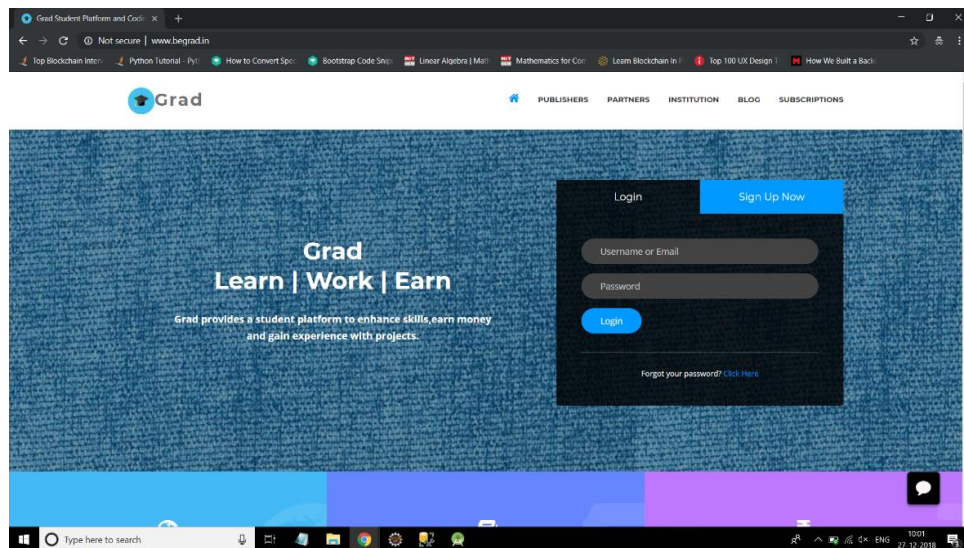 Grad Student Platform and Codin
Not secure | www.begrad.in
Top Blockchain Interv
Python Tutorial - Pyt
How to Convert Spec
Bootstrap Code Snip
Linear Algebra | Math
Mathematics for Com
Learn Blockchain in P
Top 100 UX Design T
How We Built a Back
Grad
PUBLISHERS PARTNERS INSTITUTION BLOG SUBSCRIPTIONS
Login Sign Up Now
Username or Email
Password
Login
Forgot your password? Click Here
Grad
Learn | Work | Earn
Grad provides a student platform to enhance skills,earn money
and gain experience with projects.
Type here to search
ENG
10:01
27-12-2018